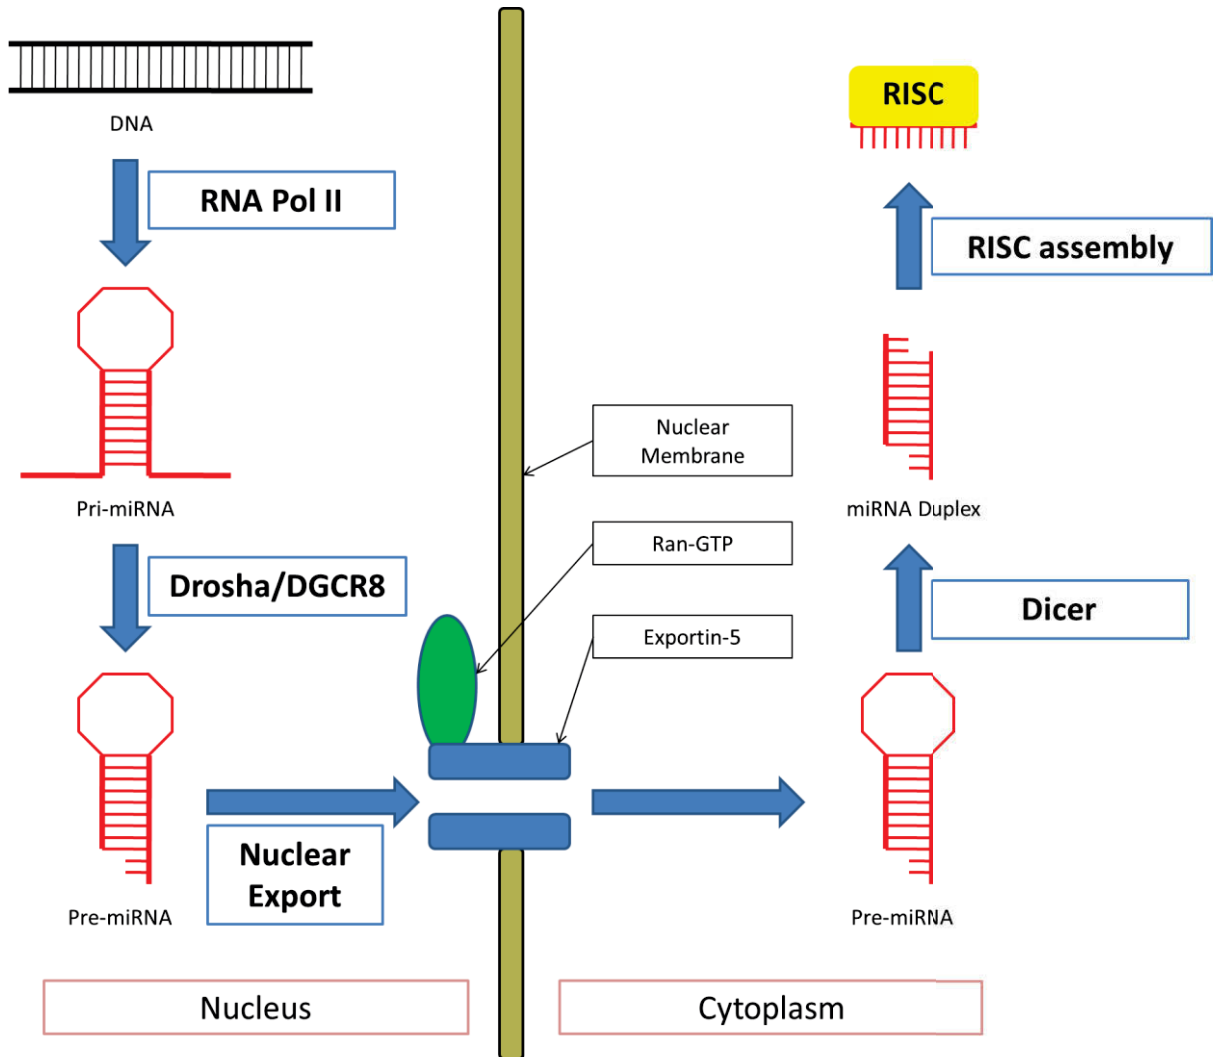 DNA
RNA Pol II
Pri-miRNA
Drosha/DGCR8
Pre-miRNA
Nuclear
Export
Nucleus
Nuclear
Membrane
Ran-GTP
Exportin-5
RISC
RISC assembly
miRNA Duplex
Dicer
Pre-miRNA
Cytoplasm